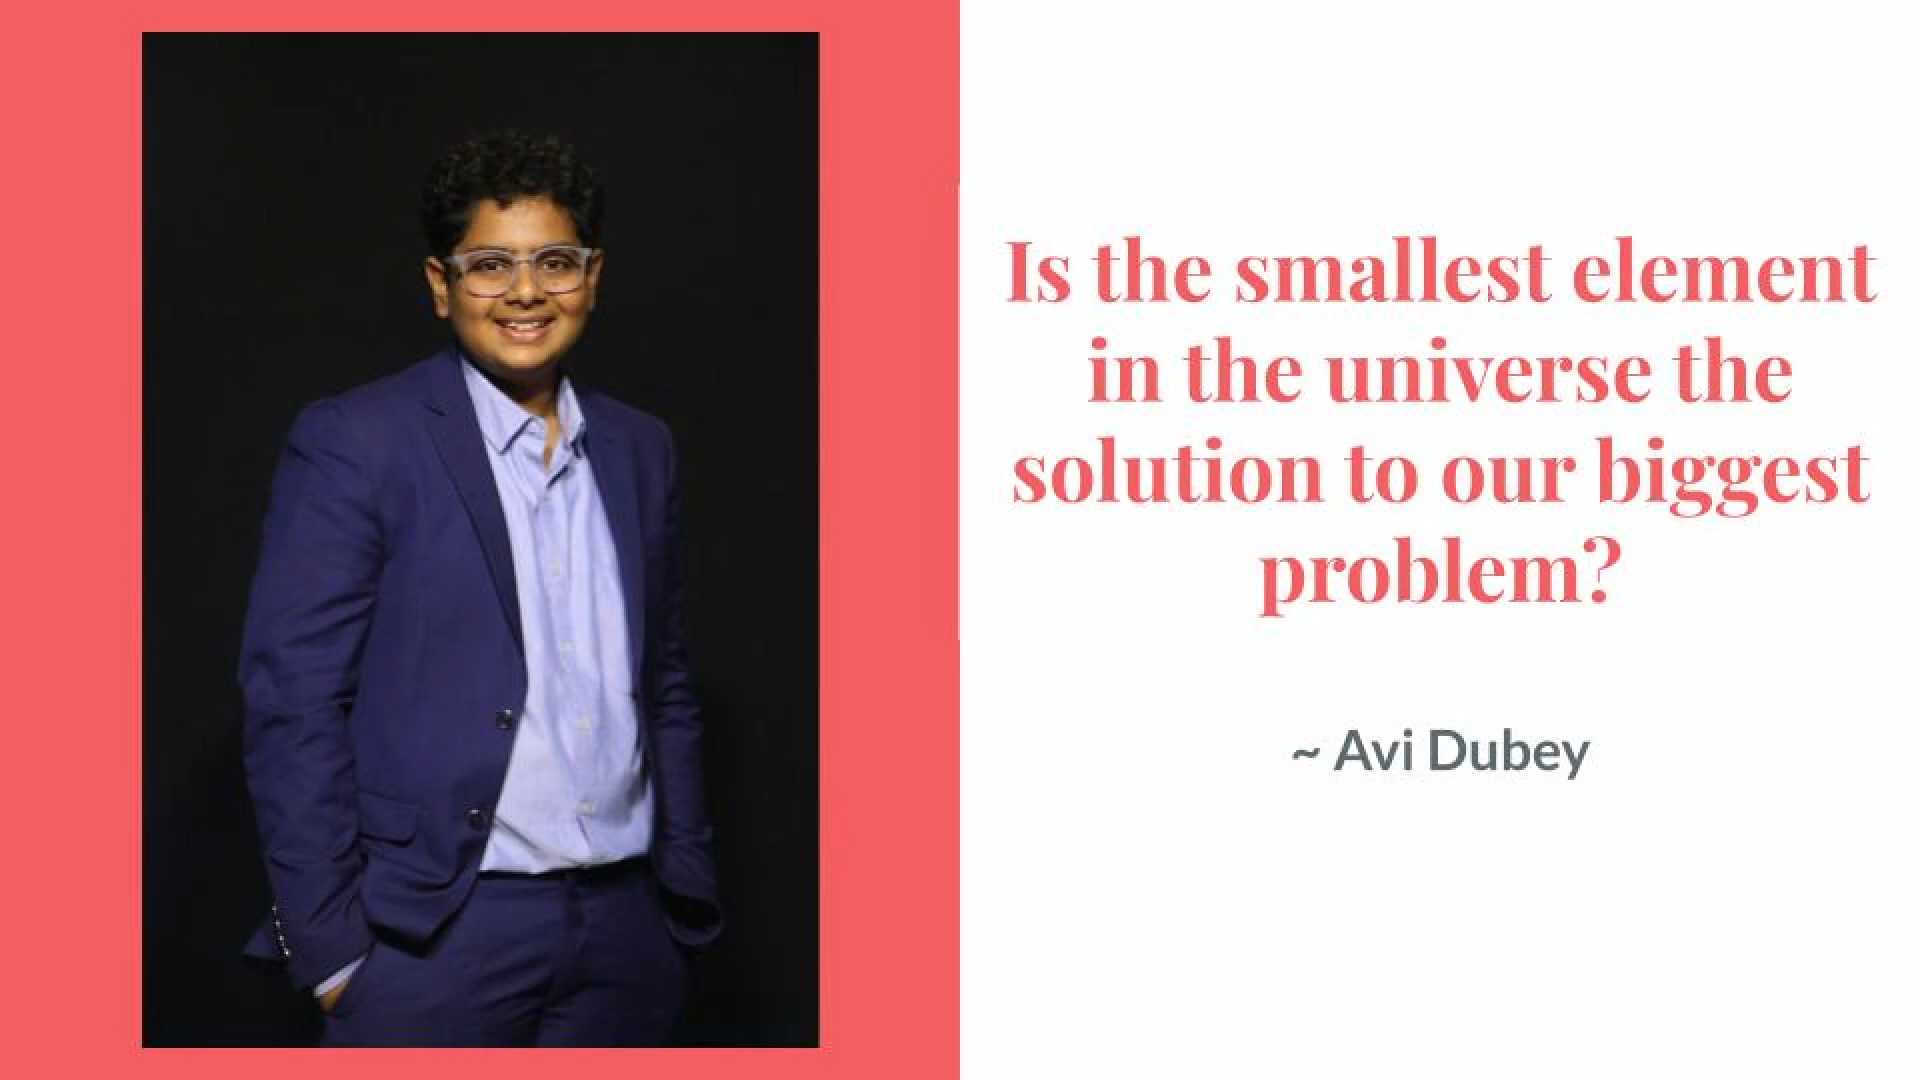 Is the smallest element
in the universe the
solution to our biggest
problem?
~ Avi Dubey